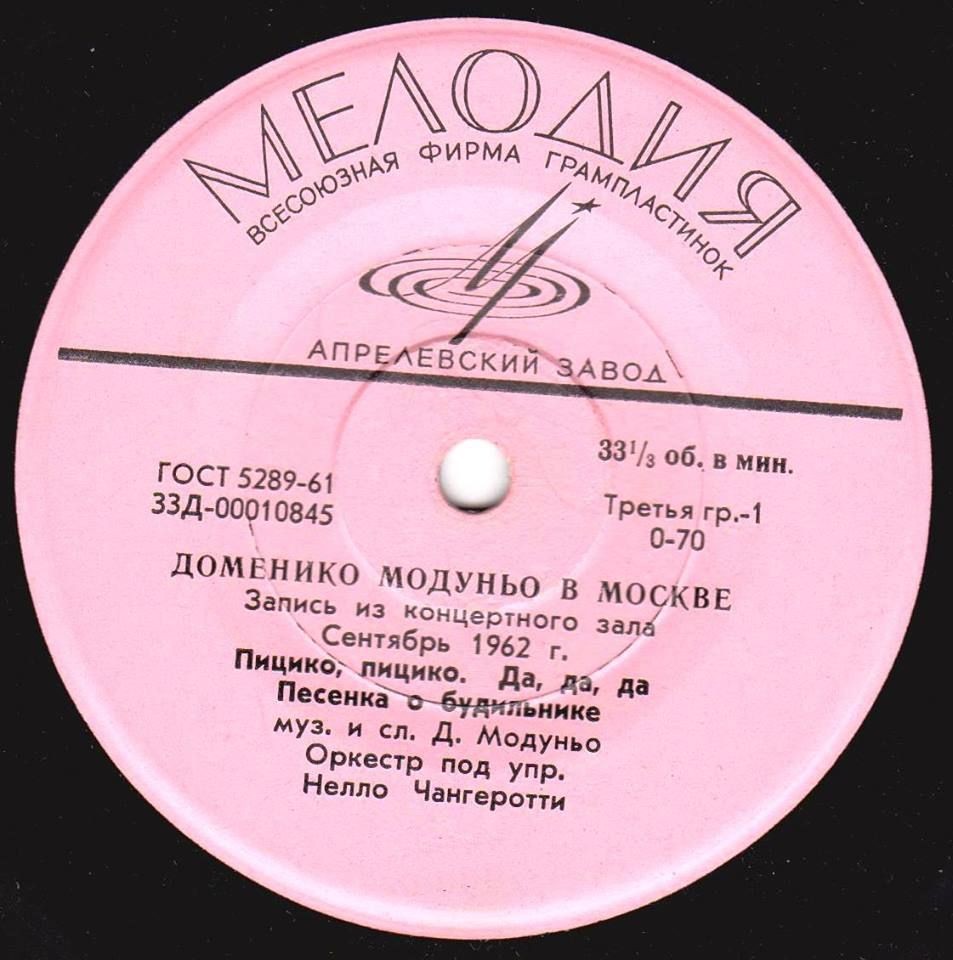 МЕЛОДИЯ
ВСЕСОЮЗНАЯ ФИРМА ГРАМПЛАСТИНОК
АПРЕЛЕВСКИЙ ЗАВОД
ГОСТ 5289-61
33Д-00010845
33⅓ об. в мин.
Третья гр.-1
0-70
ДОМЕНИКО МОДУНЬО В МОСКВЕ
Запись из концертного зала
Сентябрь 1962 г.
Пицико, пицико. Да, да, да
Песенка о будильнике
муз. и сл. Д. Модуньо
Оркестр под упр.
Нелло Чангеротти